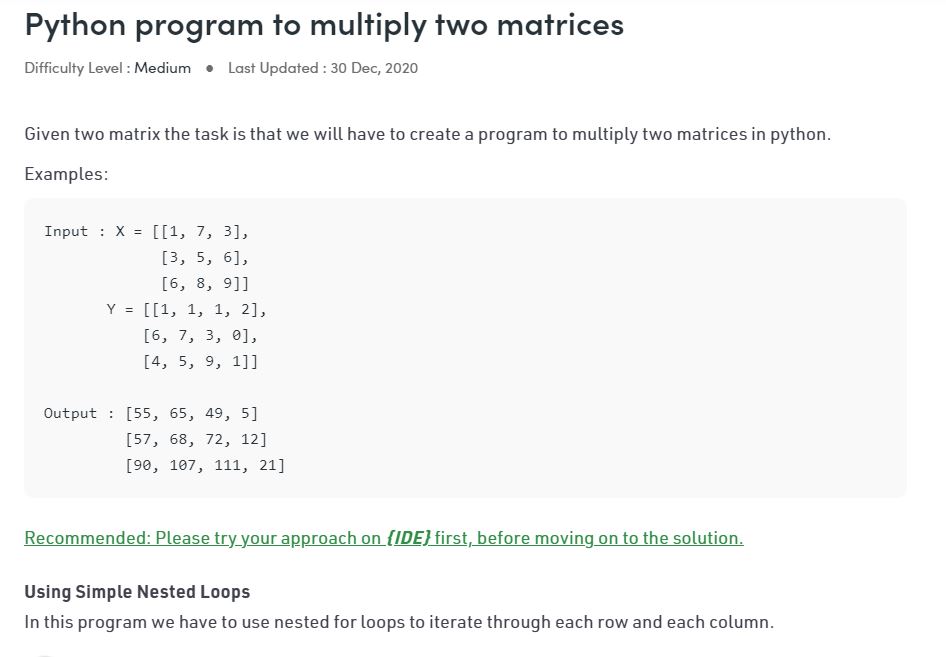 Python program to multiply two matrices
Difficulty Level : Medium ● Last Updated : 30 Dec, 2020
Given two matrix the task is that we will have to create a program to multiply two matrices in python.
Examples:
Input : X = [[1, 7, 3],
[3, 5, 6],
[6, 8, 9]]
Y = [[1, 1, 1, 2],
[6, 7, 3, 0],
[4, 5, 9, 1]]
Output : [55, 65, 49, 5]
[57, 68, 72, 12]
[90, 107, 111, 21]
Recommended: Please try your approach on {IDE} first, before moving on to the solution.
Using Simple Nested Loops
In this program we have to use nested for loops to iterate through each row and each column.